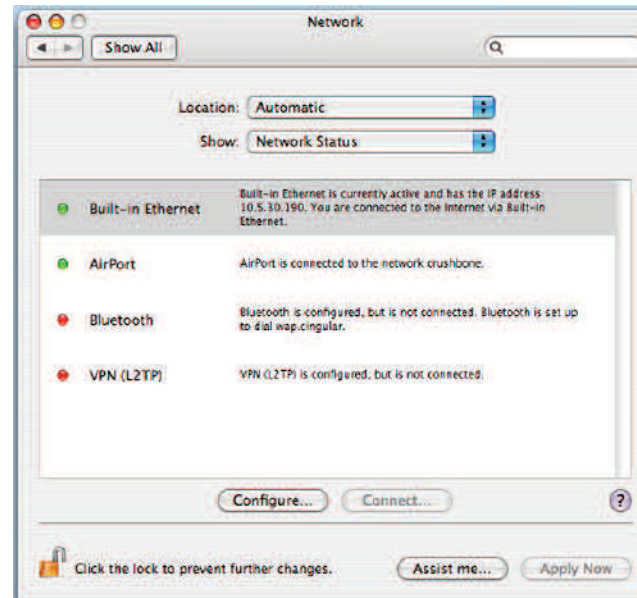 Network
Show All
Location: Automatic
Show: Network Status
Built-in Ethernet
Built-in Ethernet is currently active and has the IP address
10.5.30.190. You are connected to the Internet via Built-in
Ethernet.
AirPort
AirPort is connected to the network crushbone.
Bluetooth
Bluetooth is configured, but is not connected. Bluetooth is set up
to dial wap.cingular.
VPN (L2TP)
VPN (L2TP) is configured, but is not connected.
Configure... Connect... ?
Click the lock to prevent further changes. Assist me... Apply Now